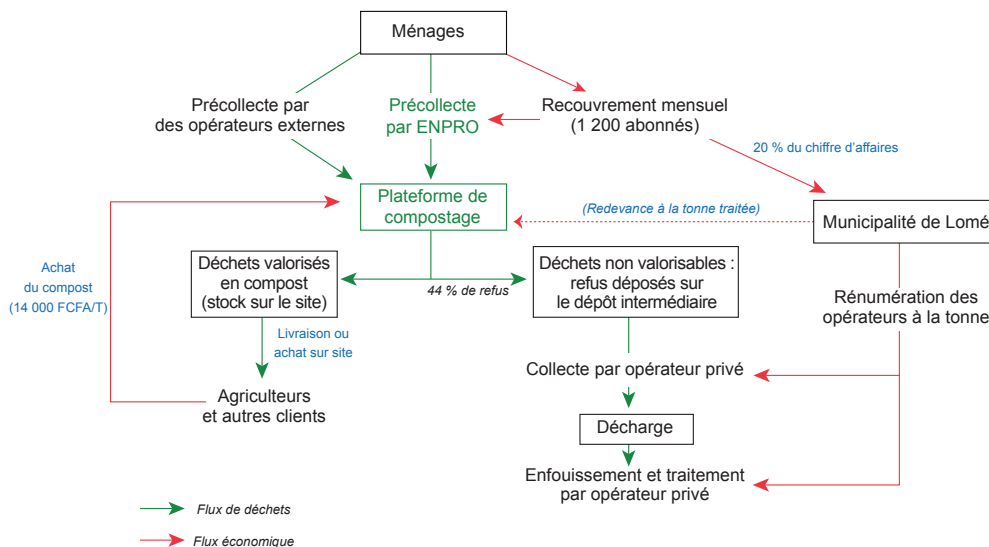 Ménages
Précollecte par
des opérateurs externes
Précollecte
par ENPRO
Recouvrement mensuel
(1 200 abonnés)
20 % du chiffre d'affaires
Plateforme de
compostage
(Redevance à la tonne traitée)
Municipalité de Lomé
Achat
du compost
(14 000 FCFA/T)
Déchets valorisés
en compost
(stock sur le site)
44 % de refus
Déchets non valorisables :
refus déposés sur
le dépôt intermédiaire
Rénumération des
opérateurs à la tonne
Livraison ou
achat sur site
Collecte par opérateur privé
Agriculteurs
et autres clients
Décharge
Enfouissement et traitement
par opérateur privé
Flux de déchets
Flux économique